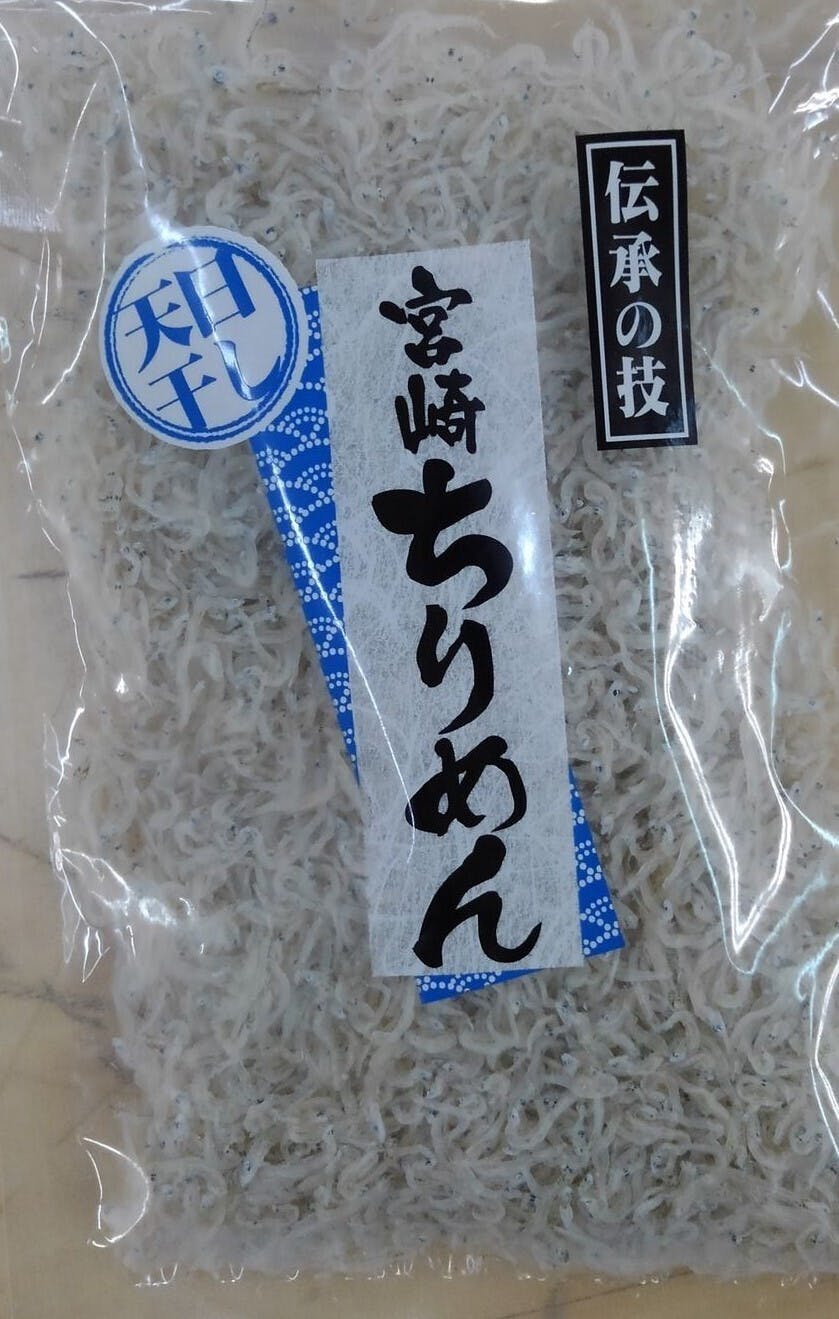 伝承の技
宮崎ちりめん
天日
干し